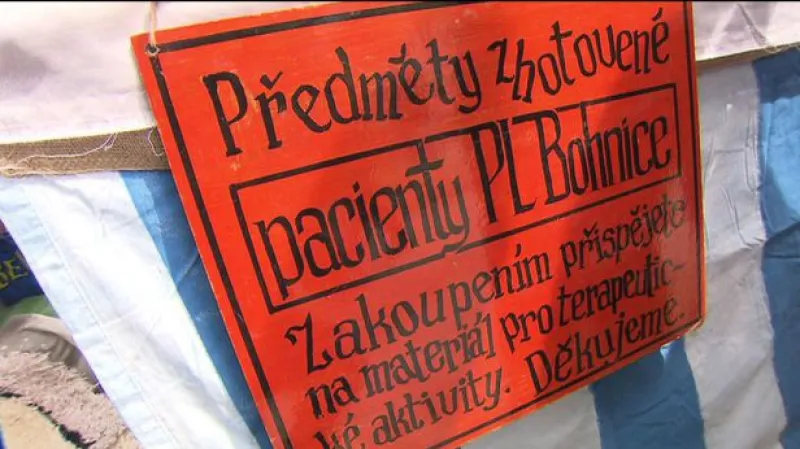 Předměty zhotovené
pacienty PL Bohnice
Zakoupením přispějete
na materiál pro terapeutic-
ké aktivity. Děkujeme.